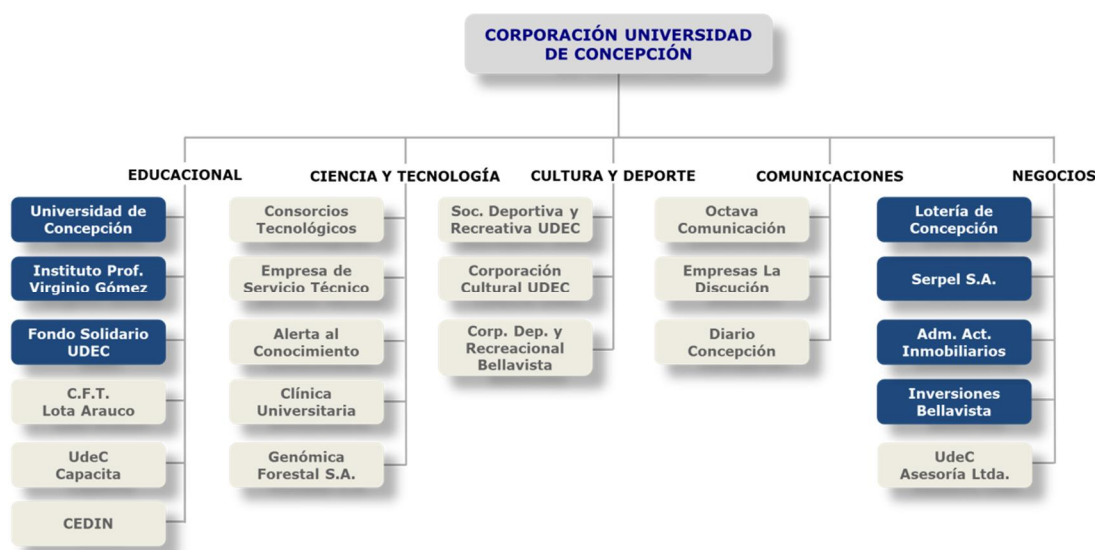 CORPORACIÓN UNIVERSIDAD
DE CONCEPCIÓN
EDUCACIONAL
Universidad de
Concepción
Instituto Prof.
Virginio Gómez
Fondo Solidario
UDEC
C.F.T.
Lota Arauco
UdeC
Capacita
CEDIN
CIENCIA Y TECNOLOGÍA
Consorcios
Tecnológicos
Empresa de
Servicio Técnico
Alerta al
Conocimiento
Clínica
Universitaria
Genómica
Forestal S.A.
CULTURA Y DEPORTE
Soc. Deportiva y
Recreativa UDEC
Corporación
Cultural UDEC
Corp. Dep. y
Recreacional
Bellavista
COMUNICACIONES
Octava
Comunicación
Empresas La
Discución
Diario
Concepción
NEGOCIOS
Lotería de
Concepción
Serpel S.A.
Adm. Act.
Inmobiliarios
Inversiones
Bellavista
UdeC
Asesoría Ltda.